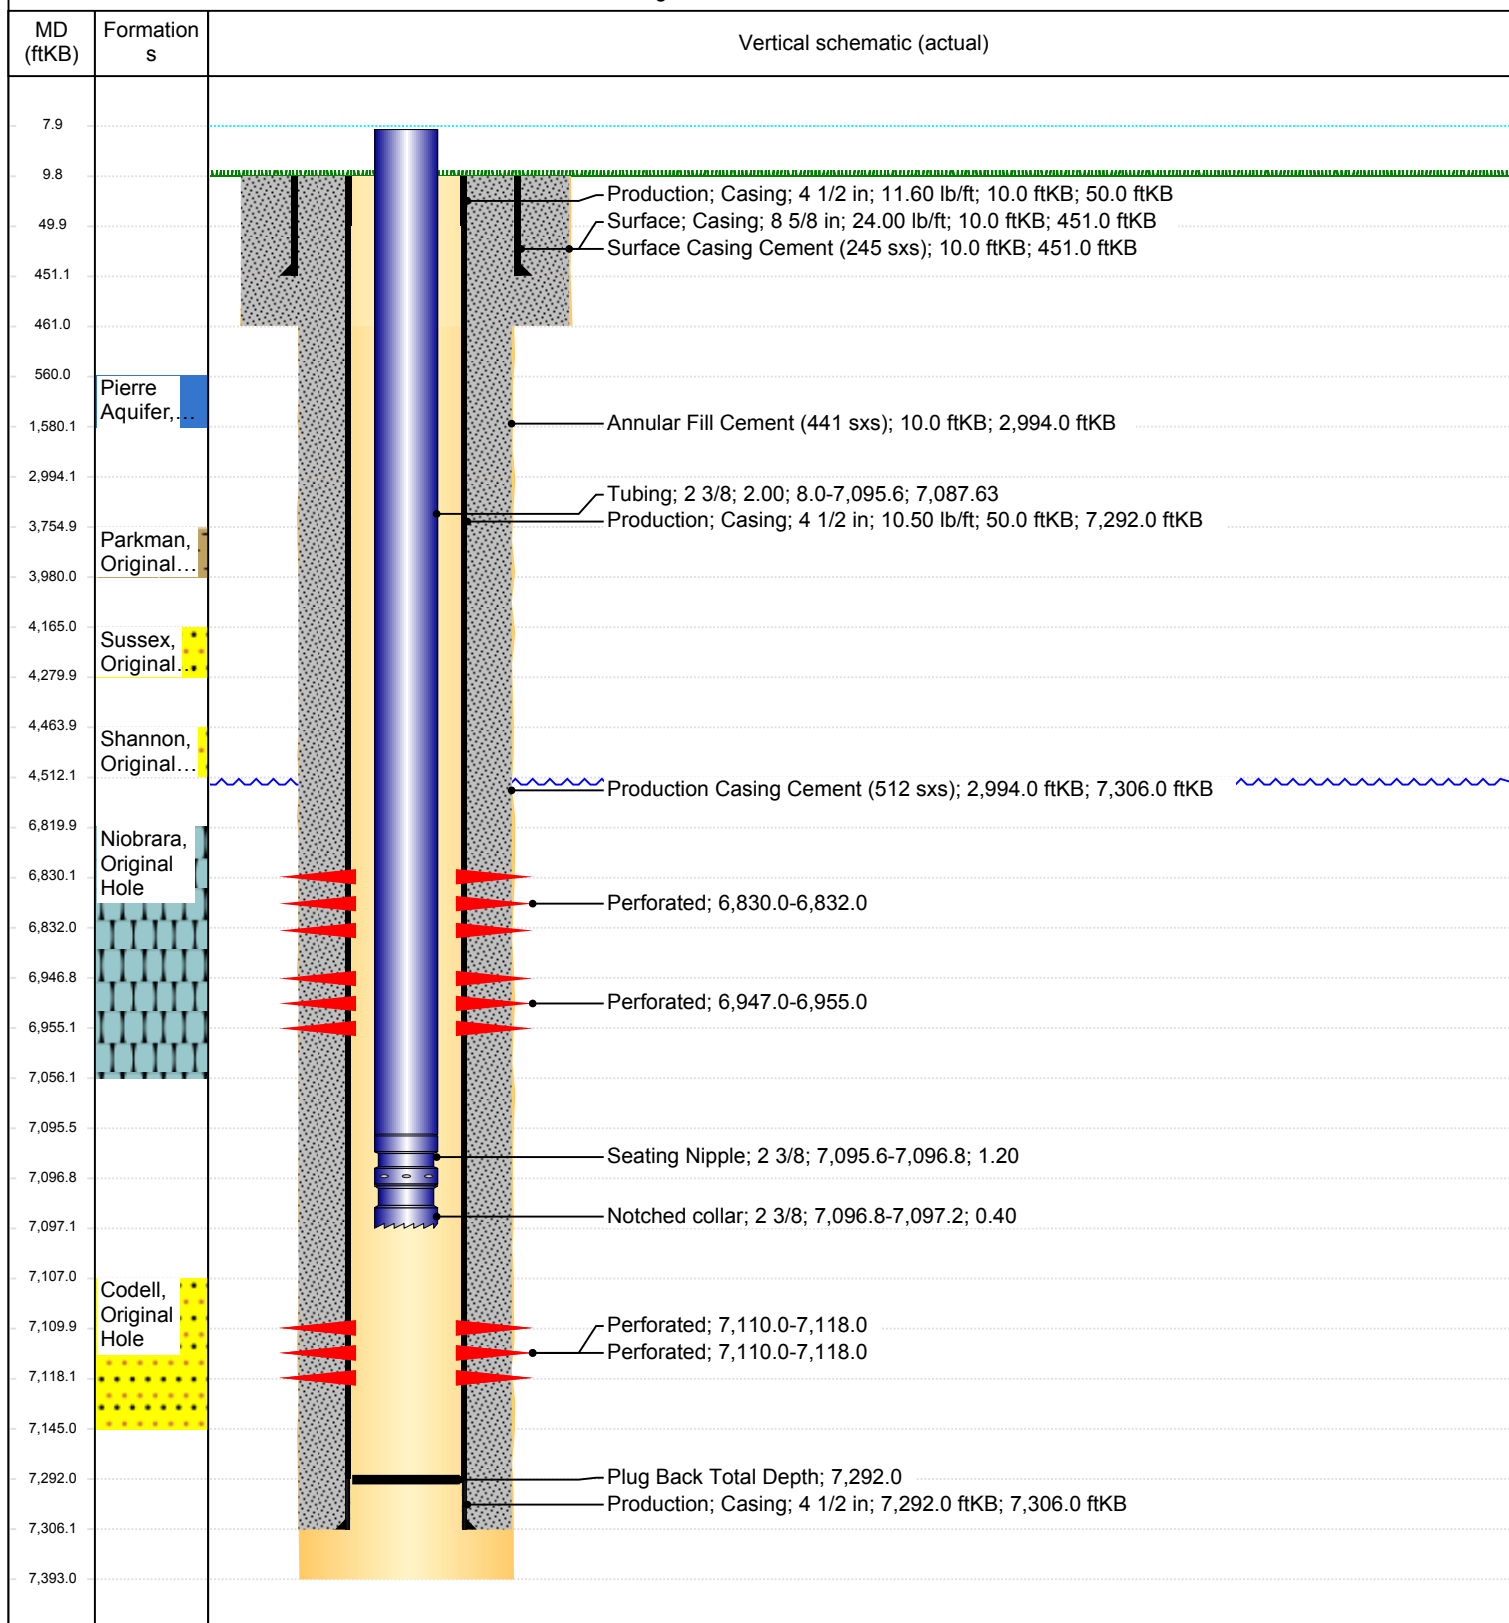 MD
(ftKB)
Formation
s
Vertical schematic (actual)
7.9
9.8
Production; Casing; 4 1/2 in; 11.60 lb/ft; 10.0 ftKB; 50.0 ftKB
Surface; Casing; 8 5/8 in; 24.00 lb/ft; 10.0 ftKB; 451.0 ftKB
49.9
Surface Casing Cement (245 sxs); 10.0 ftKB; 451.0 ftKB
451.1
461.0
560.0
Pierre
Aquifer,...
Annular Fill Cement (441 sxs); 10.0 ftKB; 2,994.0 ftKB
1,580.1
2,994.1
Tubing; 2 3/8; 2.00; 8.0-7,095.6; 7,087.63
Production; Casing; 4 1/2 in; 10.50 lb/ft; 50.0 ftKB; 7,292.0 ftKB
3,754.9
Parkman,
Original...
3,980.0
4,165.0
Sussex,
Original...
4,279.9
4,463.9
Shannon,
Original...
4,512.1
Production Casing Cement (512 sxs); 2,994.0 ftKB; 7,306.0 ftKB
6,819.9
Niobrara,
Original
Hole
6,830.1
Perforated; 6,830.0-6,832.0
6,832.0
6,946.8
Perforated; 6,947.0-6,955.0
6,955.1
7,056.1
7,095.5
Seating Nipple; 2 3/8; 7,095.6-7,096.8; 1.20
7,096.8
Notched collar; 2 3/8; 7,096.8-7,097.2; 0.40
7,097.1
7,107.0
Codell,
Original
Hole
Perforated; 7,110.0-7,118.0
7,109.9
Perforated; 7,110.0-7,118.0
7,118.1
7,145.0
Plug Back Total Depth; 7,292.0
7,292.0
Production; Casing; 4 1/2 in; 7,292.0 ftKB; 7,306.0 ftKB
7,306.1
7,393.0